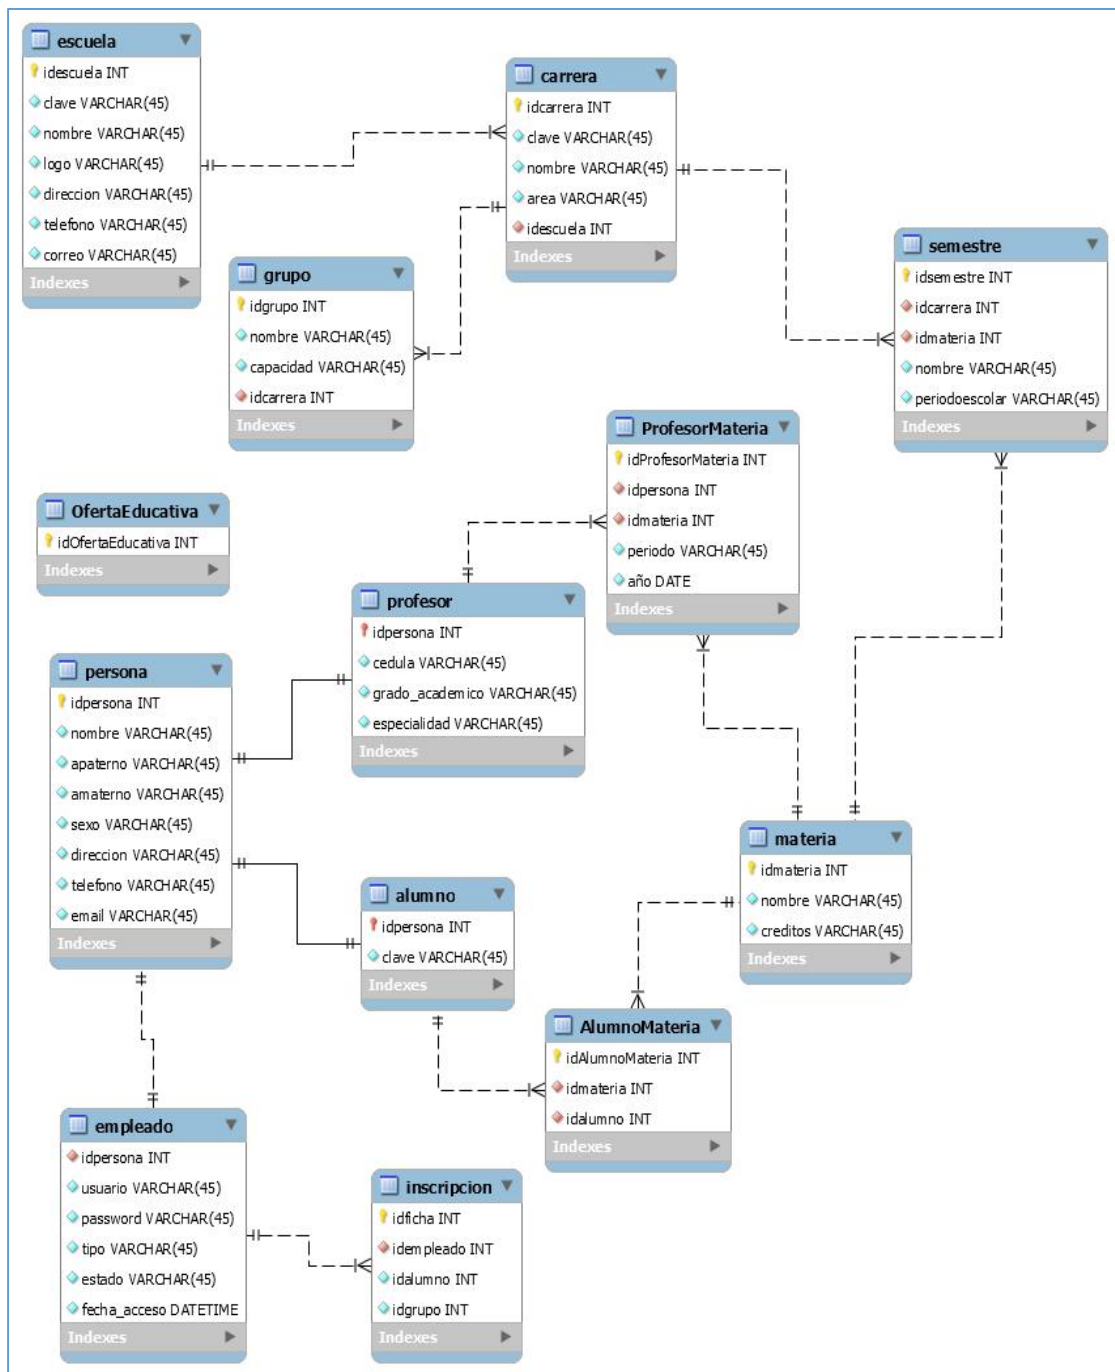 escuela
idescuela INT
clave VARCHAR(45)
nombre VARCHAR(45)
logo VARCHAR(45)
direccion VARCHAR(45)
telefono VARCHAR(45)
correo VARCHAR(45)
Indexes
carrera
idcarrera INT
clave VARCHAR(45)
nombre VARCHAR(45)
area VARCHAR(45)
idescuela INT
Indexes
grupo
idgrupo INT
nombre VARCHAR(45)
capacidad VARCHAR(45)
idcarrera INT
Indexes
semestre
idsemestre INT
idcarrera INT
idmateria INT
nombre VARCHAR(45)
periodoescolar VARCHAR(45)
Indexes
ProfesorMateria
idProfesorMateria INT
idpersona INT
idmateria INT
periodo VARCHAR(45)
año DATE
Indexes
OfertaEducativa
idOfertaEducativa INT
Indexes
profesor
idpersona INT
cedula VARCHAR(45)
grado_academico VARCHAR(45)
especialidad VARCHAR(45)
Indexes
persona
idpersona INT
nombre VARCHAR(45)
apaterno VARCHAR(45)
amaterno VARCHAR(45)
sexo VARCHAR(45)
direccion VARCHAR(45)
telefono VARCHAR(45)
email VARCHAR(45)
Indexes
materia
idmateria INT
nombre VARCHAR(45)
creditos VARCHAR(45)
Indexes
alumno
idpersona INT
clave VARCHAR(45)
Indexes
AlumnoMateria
idAlumnoMateria INT
idmateria INT
idalumno INT
Indexes
empleado
idpersona INT
usuario VARCHAR(45)
password VARCHAR(45)
tipo VARCHAR(45)
estado VARCHAR(45)
fecha_acceso DATETIME
Indexes
inscripcion
idficha INT
idempleado INT
idalumno INT
idgrupo INT
Indexes